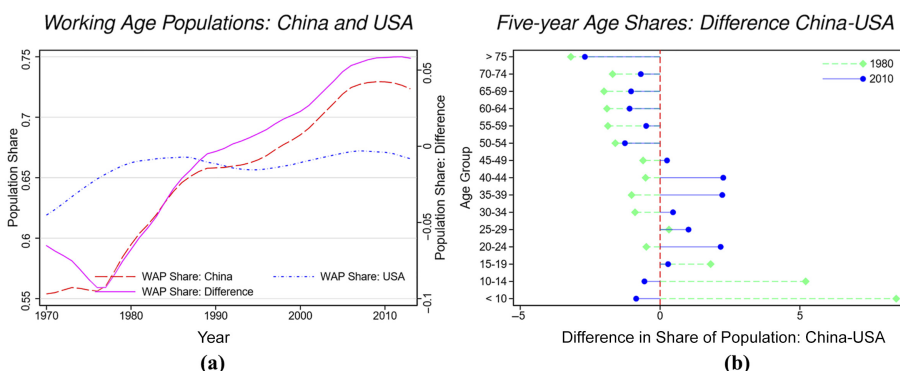 Working Age Populations: China and USA
Population Share
0.75
0.7
0.65
0.6
0.55
0.05
0
−0.05
−0.1
Population Share: Difference
WAP Share: China
WAP Share: USA
WAP Share: Difference
1970
1980
1990
2000
2010
Year
(a)
Five-year Age Shares: Difference China-USA
Age Group
> 75
70-74
65-69
60-64
55-59
50-54
45-49
40-44
35-39
30-34
25-29
20-24
15-19
10-14
< 10
1980
2010
−5
0
5
Difference in Share of Population: China-USA
(b)